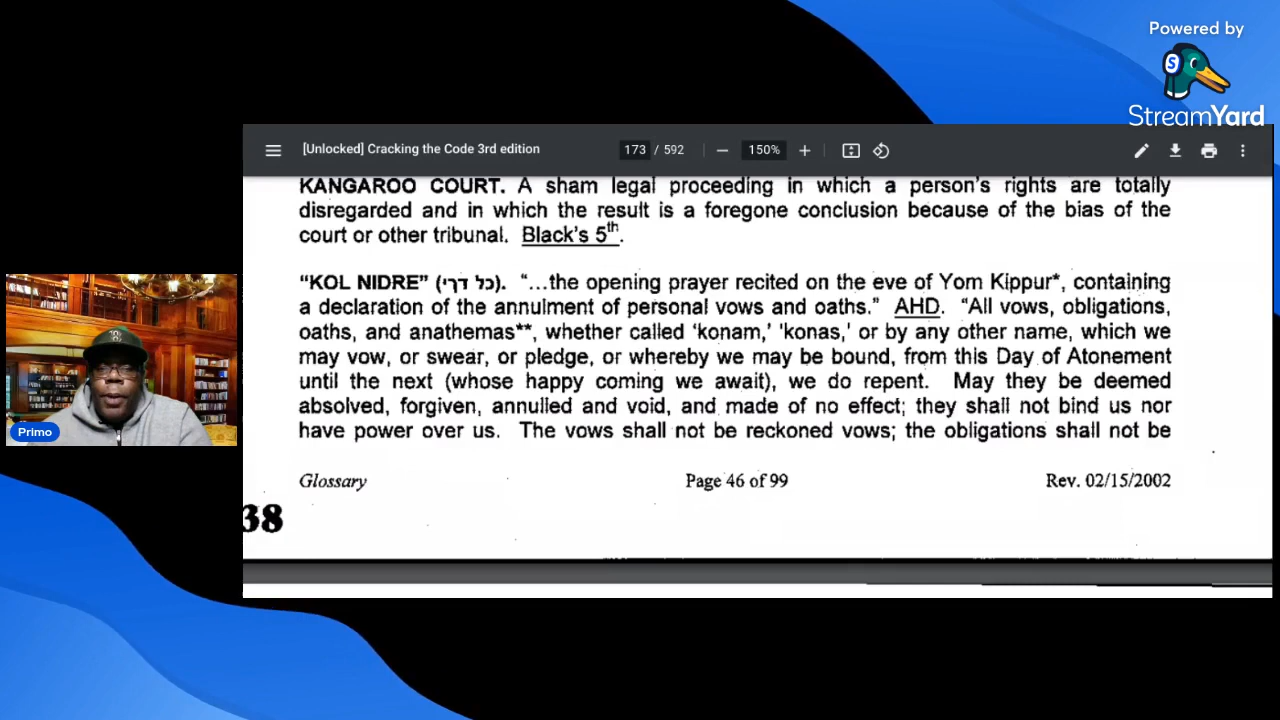 Powered by
StreamYard
[Unlocked] Cracking the Code 3rd edition
173 / 592
150%
KANGAROO COURT. A sham legal proceeding in which a person's rights are totally
disregarded and in which the result is a foregone conclusion because of the bias of the
court or other tribunal. Black's 5th.
"KOL NIDRE" (כל דרי). "...the opening prayer recited on the eve of Yom Kippur*, containing
a declaration of the annulment of personal vows and oaths." AHD. "All vows, obligations,
oaths, and anathemas**, whether called 'konam,' 'konas,' or by any other name, which we
may vow, or swear, or pledge, or whereby we may be bound, from this Day of Atonement
until the next (whose happy coming we await), we do repent. May they be deemed
absolved, forgiven, annulled and void, and made of no effect; they shall not bind us nor
have power over us. The vows shall not be reckoned vows; the obligations shall not be
Glossary
Page 46 of 99
Rev. 02/15/2002
38
Primo